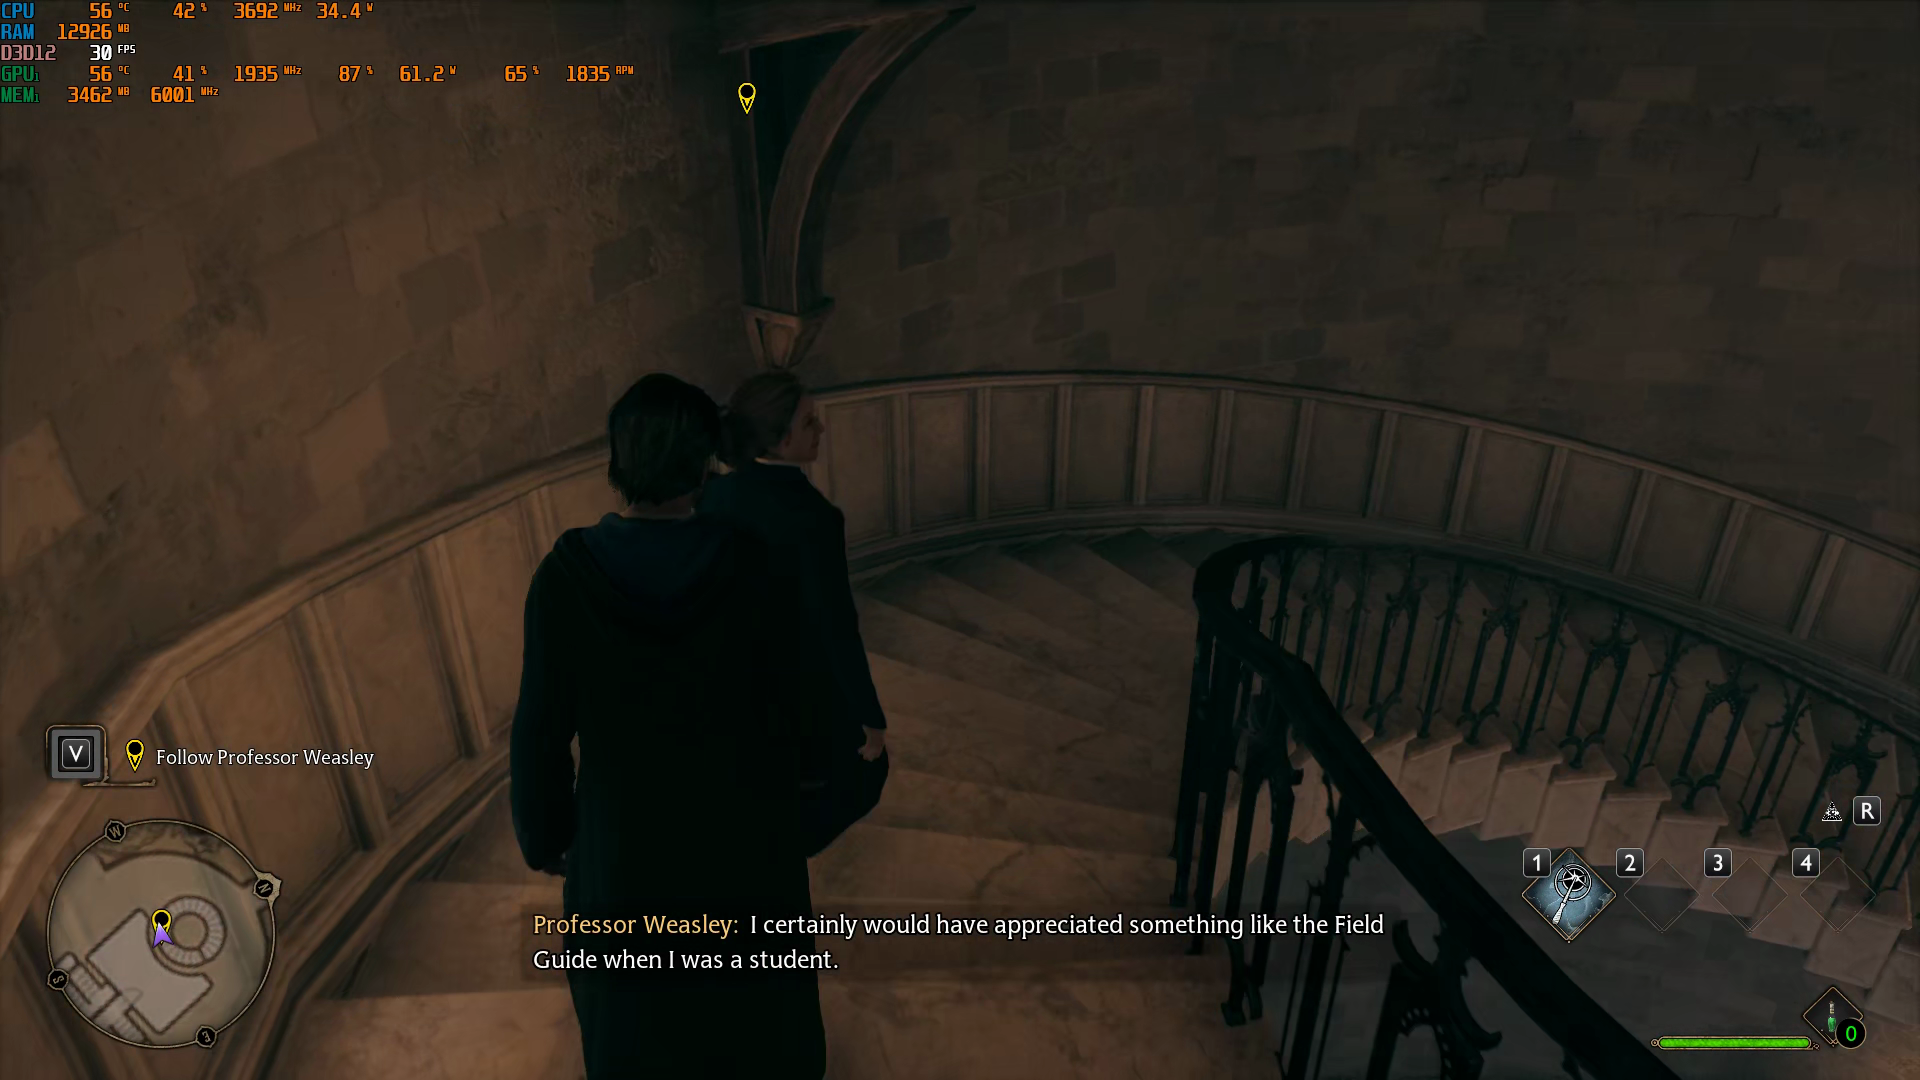 CPU 56 °C 42 % 3692 MHz 34.4 W
RAM 12926 MB
D3D12 30 FPS
GPU1 56 °C 41 % 1935 MHz 87 % 61.2 W 65 % 1835 RPM
MEM1 3462 MB 6001 MHz
V Follow Professor Weasley
R
1 2 3 4
W
N
S
E
Professor Weasley: I certainly would have appreciated something like the Field
Guide when I was a student.
0